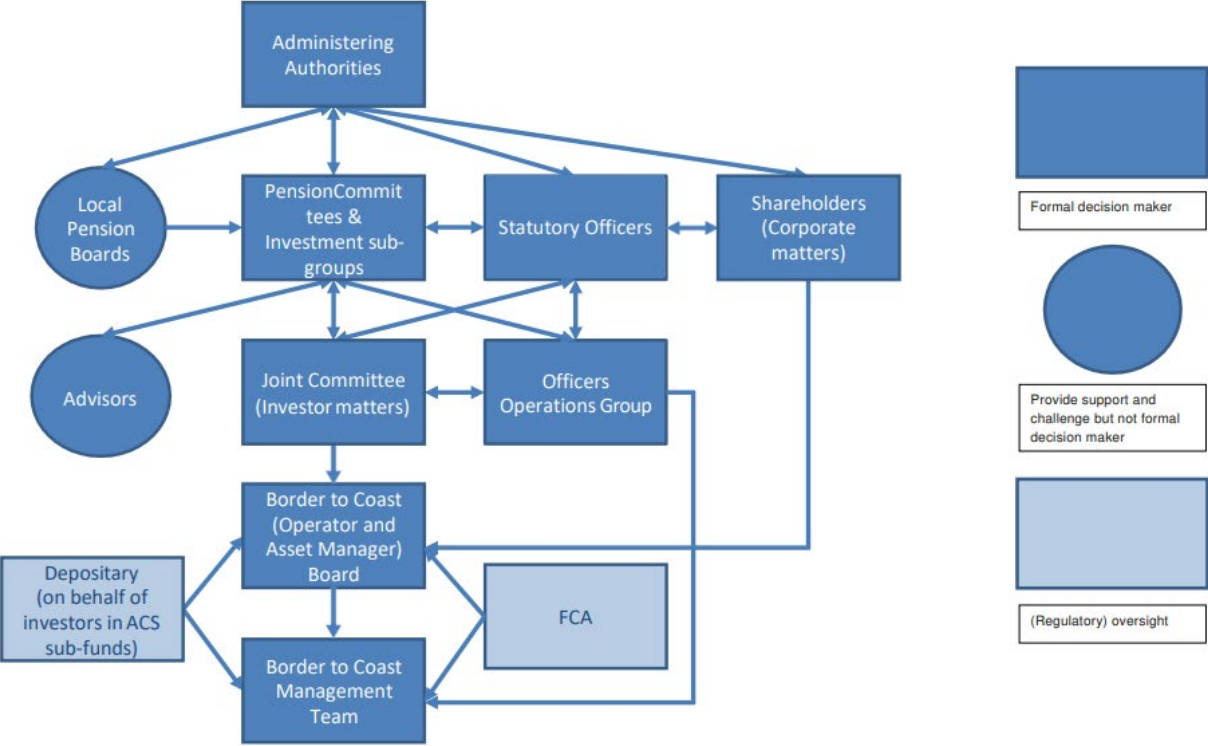 Administering
Authorities
Local
Pension
Boards
PensionCommit
tees &
Investment sub-
groups
Statutory Officers
Shareholders
(Corporate
matters)
Advisors
Joint Committee
(Investor matters)
Officers
Operations Group
Border to Coast
(Operator and
Asset Manager)
Board
Depositary
(on behalf of
investors in ACS
sub-funds)
FCA
Border to Coast
Management
Team
Formal decision maker
Provide support and
challenge but not formal
decision maker
(Regulatory) oversight